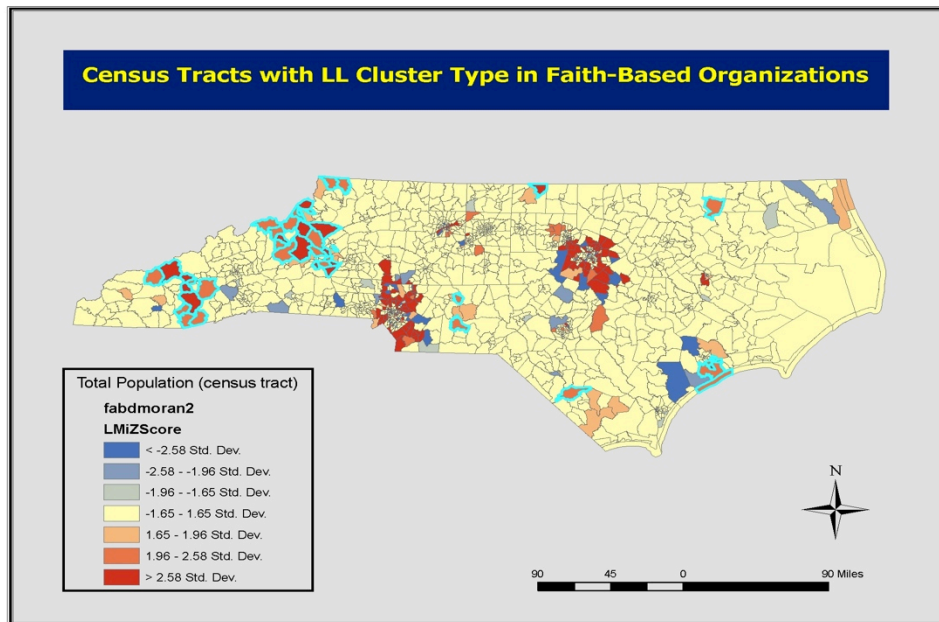 Census Tracts with LL Cluster Type in Faith-Based Organizations
Total Population (census tract)
fabdmoran2
LMiZScore
< -2.58 Std. Dev.
-2.58 - -1.96 Std. Dev.
-1.96 - -1.65 Std. Dev.
-1.65 - 1.65 Std. Dev.
1.65 - 1.96 Std. Dev.
1.96 - 2.58 Std. Dev.
> 2.58 Std. Dev.
N
90 45 0 90 Miles